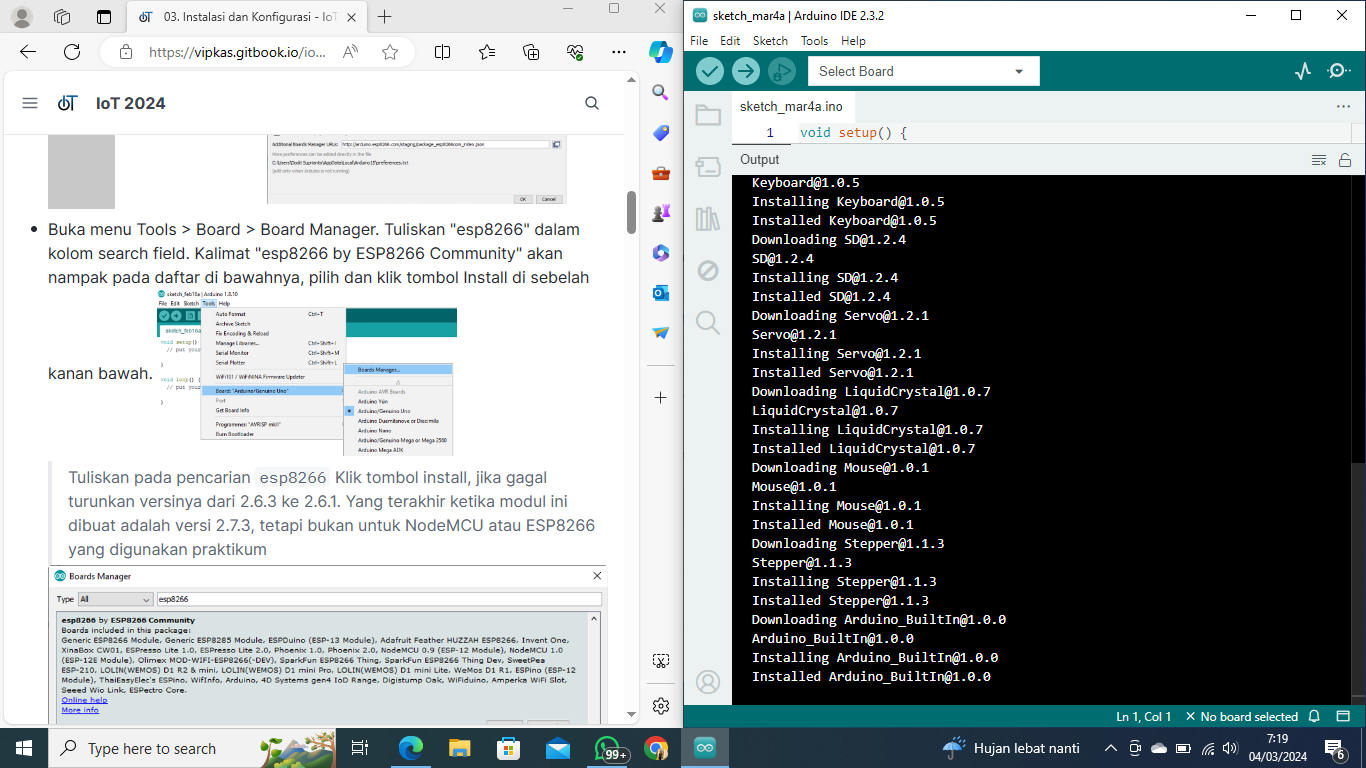 03. Instalasi dan Konfigurasi - IoT
https://vipkas.gitbook.io/io...
IoT 2024
Additional Boards Manager URLs: http://arduino.esp8266.com/staging/package_esp8266com_index.json
More preferences can be edited directly in the file
C:\Users\Dodit Suprianto\AppData\Local\Arduino15\preferences.txt
(edit only when Arduino is not running)
OK Cancel
Buka menu Tools > Board > Board Manager. Tuliskan "esp8266" dalam
kolom search field. Kalimat "esp8266 by ESP8266 Community" akan
nampak pada daftar di bawahnya, pilih dan klik tombol Install di sebelah
kanan bawah.
sketch_feb16a | Arduino 1.8.10
File Edit Sketch Tools Help
sketch_feb16a
void setup()
// put your
}
void loop() {
// put your
}
Auto Format Ctrl+T
Archive Sketch
Fix Encoding & Reload
Manage Libraries... Ctrl+Shift+I
Serial Monitor Ctrl+Shift+M
Serial Plotter Ctrl+Shift+L
WiFi101 / WiFiNINA Firmware Updater
Board: "Arduino/Genuino Uno"
Port
Get Board Info
Programmer: "AVRISP mkII"
Burn Bootloader
Boards Manager...
Arduino AVR Boards
Arduino Yún
Arduino/Genuino Uno
Arduino Duemilanove or Diecimila
Arduino Nano
Arduino/Genuino Mega or Mega 2560
Arduino Mega ADK
Tuliskan pada pencarian esp8266 Klik tombol install, jika gagal
turunkan versinya dari 2.6.3 ke 2.6.1. Yang terakhir ketika modul ini
dibuat adalah versi 2.7.3, tetapi bukan untuk NodeMCU atau ESP8266
yang digunakan praktikum
Boards Manager
Type All esp8266
esp8266 by ESP8266 Community
Boards included in this package:
Generic ESP8266 Module, Generic ESP8285 Module, ESPDuino (ESP-13 Module), Adafruit Feather HUZZAH ESP8266, Invent One,
XinaBox CW01, ESPresso Lite 1.0, ESPresso Lite 2.0, Phoenix 1.0, Phoenix 2.0, NodeMCU 0.9 (ESP-12 Module), NodeMCU 1.0
(ESP-12E Module), Olimex MOD-WIFI-ESP8266(-DEV), SparkFun ESP8266 Thing, SparkFun ESP8266 Thing Dev, SweetPea
ESP-210, LOLIN(WEMOS) D1 R2 & mini, LOLIN(WEMOS) D1 mini Pro, LOLIN(WEMOS) D1 mini Lite, WeMos D1 R1, ESPino (ESP-12
Module), ThaiEasyElec's ESPino, WifInfo, Arduino, 4D Systems gen4 IoD Range, Digistump Oak, WiFiduino, Amperka WiFi Slot,
Seeed Wio Link, ESPectro Core.
Online help
More info
sketch_mar4a | Arduino IDE 2.3.2
File Edit Sketch Tools Help
Select Board
sketch_mar4a.ino
1 void setup() {
Output
Keyboard@1.0.5
Installing Keyboard@1.0.5
Installed Keyboard@1.0.5
Downloading SD@1.2.4
SD@1.2.4
Installing SD@1.2.4
Installed SD@1.2.4
Downloading Servo@1.2.1
Servo@1.2.1
Installing Servo@1.2.1
Installed Servo@1.2.1
Downloading LiquidCrystal@1.0.7
LiquidCrystal@1.0.7
Installing LiquidCrystal@1.0.7
Installed LiquidCrystal@1.0.7
Downloading Mouse@1.0.1
Mouse@1.0.1
Installing Mouse@1.0.1
Installed Mouse@1.0.1
Downloading Stepper@1.1.3
Stepper@1.1.3
Installing Stepper@1.1.3
Installed Stepper@1.1.3
Downloading Arduino_BuiltIn@1.0.0
Arduino_BuiltIn@1.0.0
Installing Arduino_BuiltIn@1.0.0
Installed Arduino_BuiltIn@1.0.0
Ln 1, Col 1 No board selected
Type here to search
99+
Hujan lebat nanti
7:19
04/03/2024
6